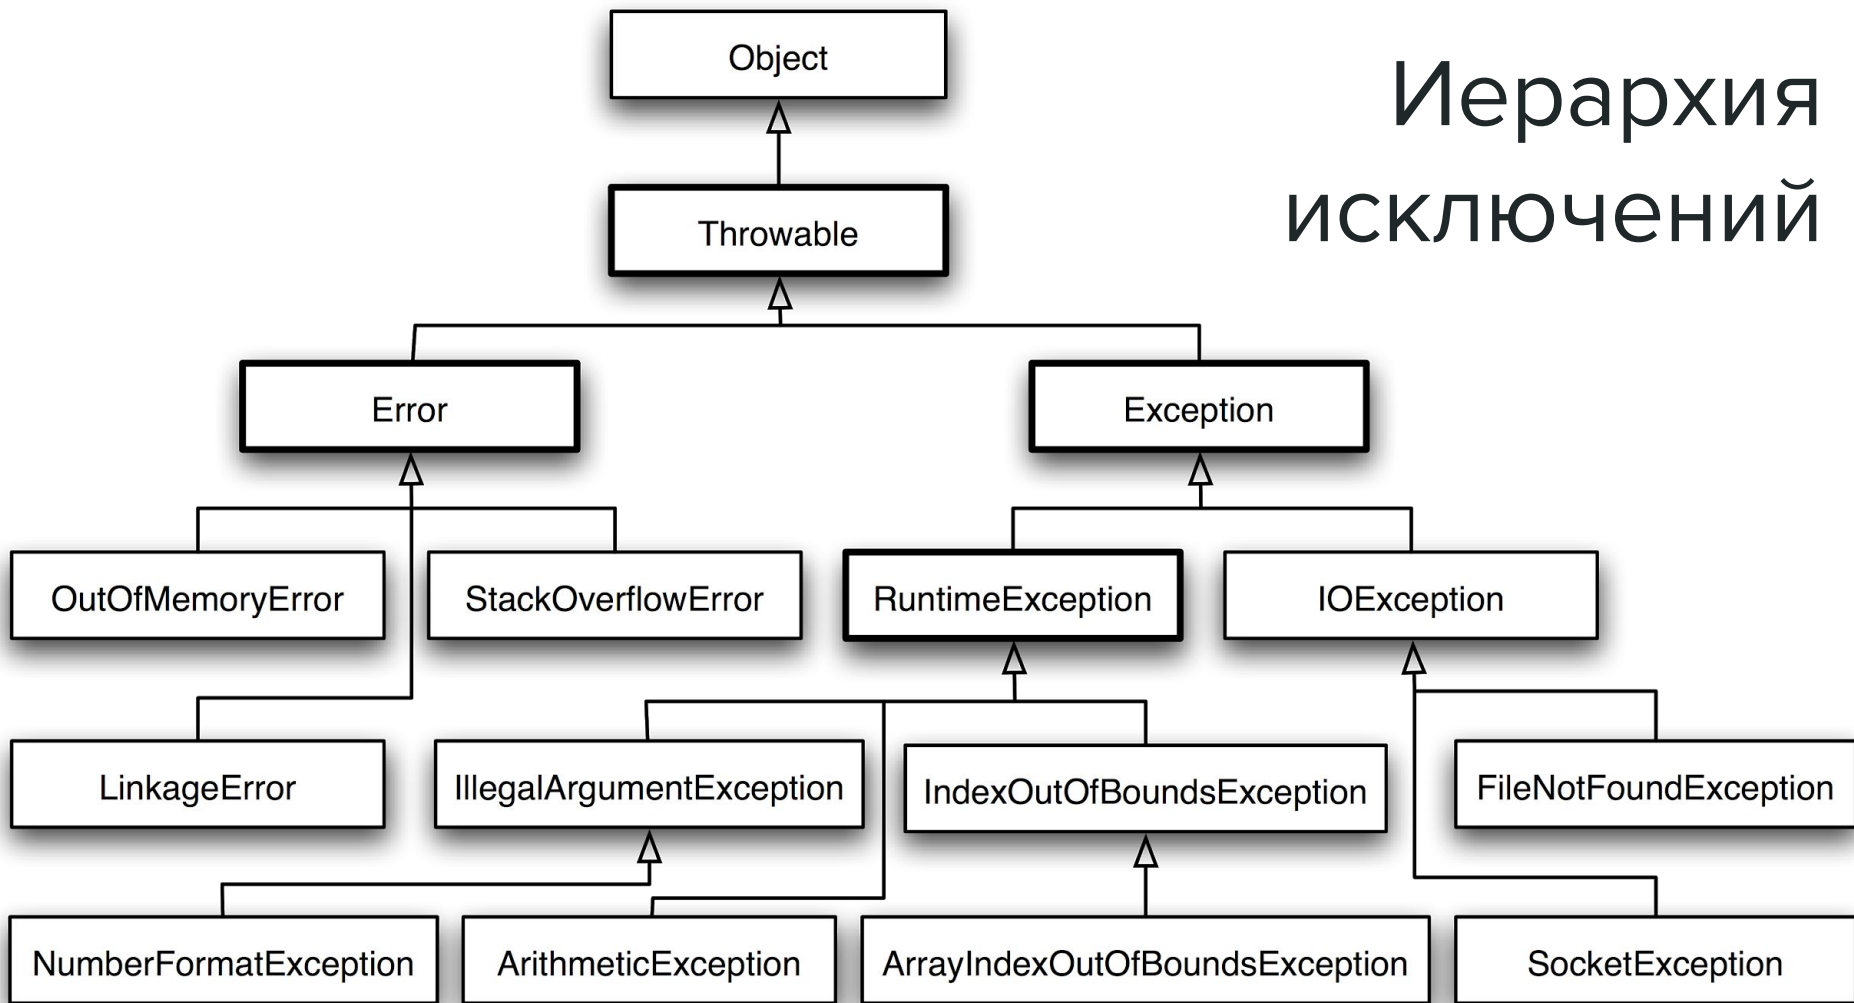 Object
Иерархия
исключений
Throwable
Error
Exception
OutOfMemoryError
StackOverflowError
RuntimeException
IOException
LinkageError
IllegalArgumentException
IndexOutOfBoundsException
FileNotFoundException
NumberFormatException
ArithmeticException
ArrayIndexOutOfBoundsException
SocketException